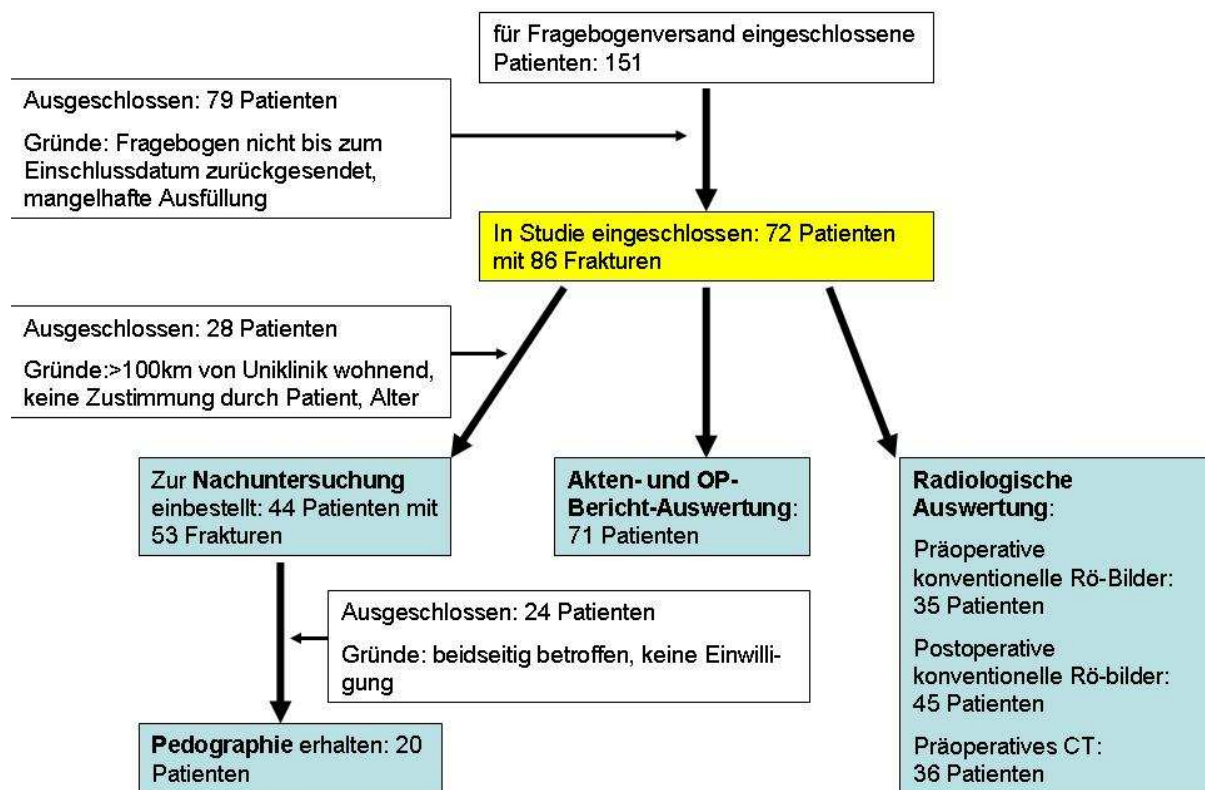 für Fragebogenversand eingeschlossene
Patienten: 151
Ausgeschlossen: 79 Patienten
Gründe: Fragebogen nicht bis zum
Einschlussdatum zurückgesendet,
mangelhafte Ausfüllung
In Studie eingeschlossen: 72 Patienten
mit 86 Frakturen
Ausgeschlossen: 28 Patienten
Gründe:>100km von Uniklinik wohnend,
keine Zustimmung durch Patient, Alter
Zur Nachuntersuchung
einbestellt: 44 Patienten mit
53 Frakturen
Akten- und OP-
Bericht-Auswertung:
71 Patienten
Radiologische
Auswertung:
Präoperative
konventionelle Rö-Bilder:
35 Patienten
Postoperative
konventionelle Rö-bilder:
45 Patienten
Präoperatives CT:
36 Patienten
Ausgeschlossen: 24 Patienten
Gründe: beidseitig betroffen, keine Einwilli-
gung
Pedographie erhalten: 20
Patienten